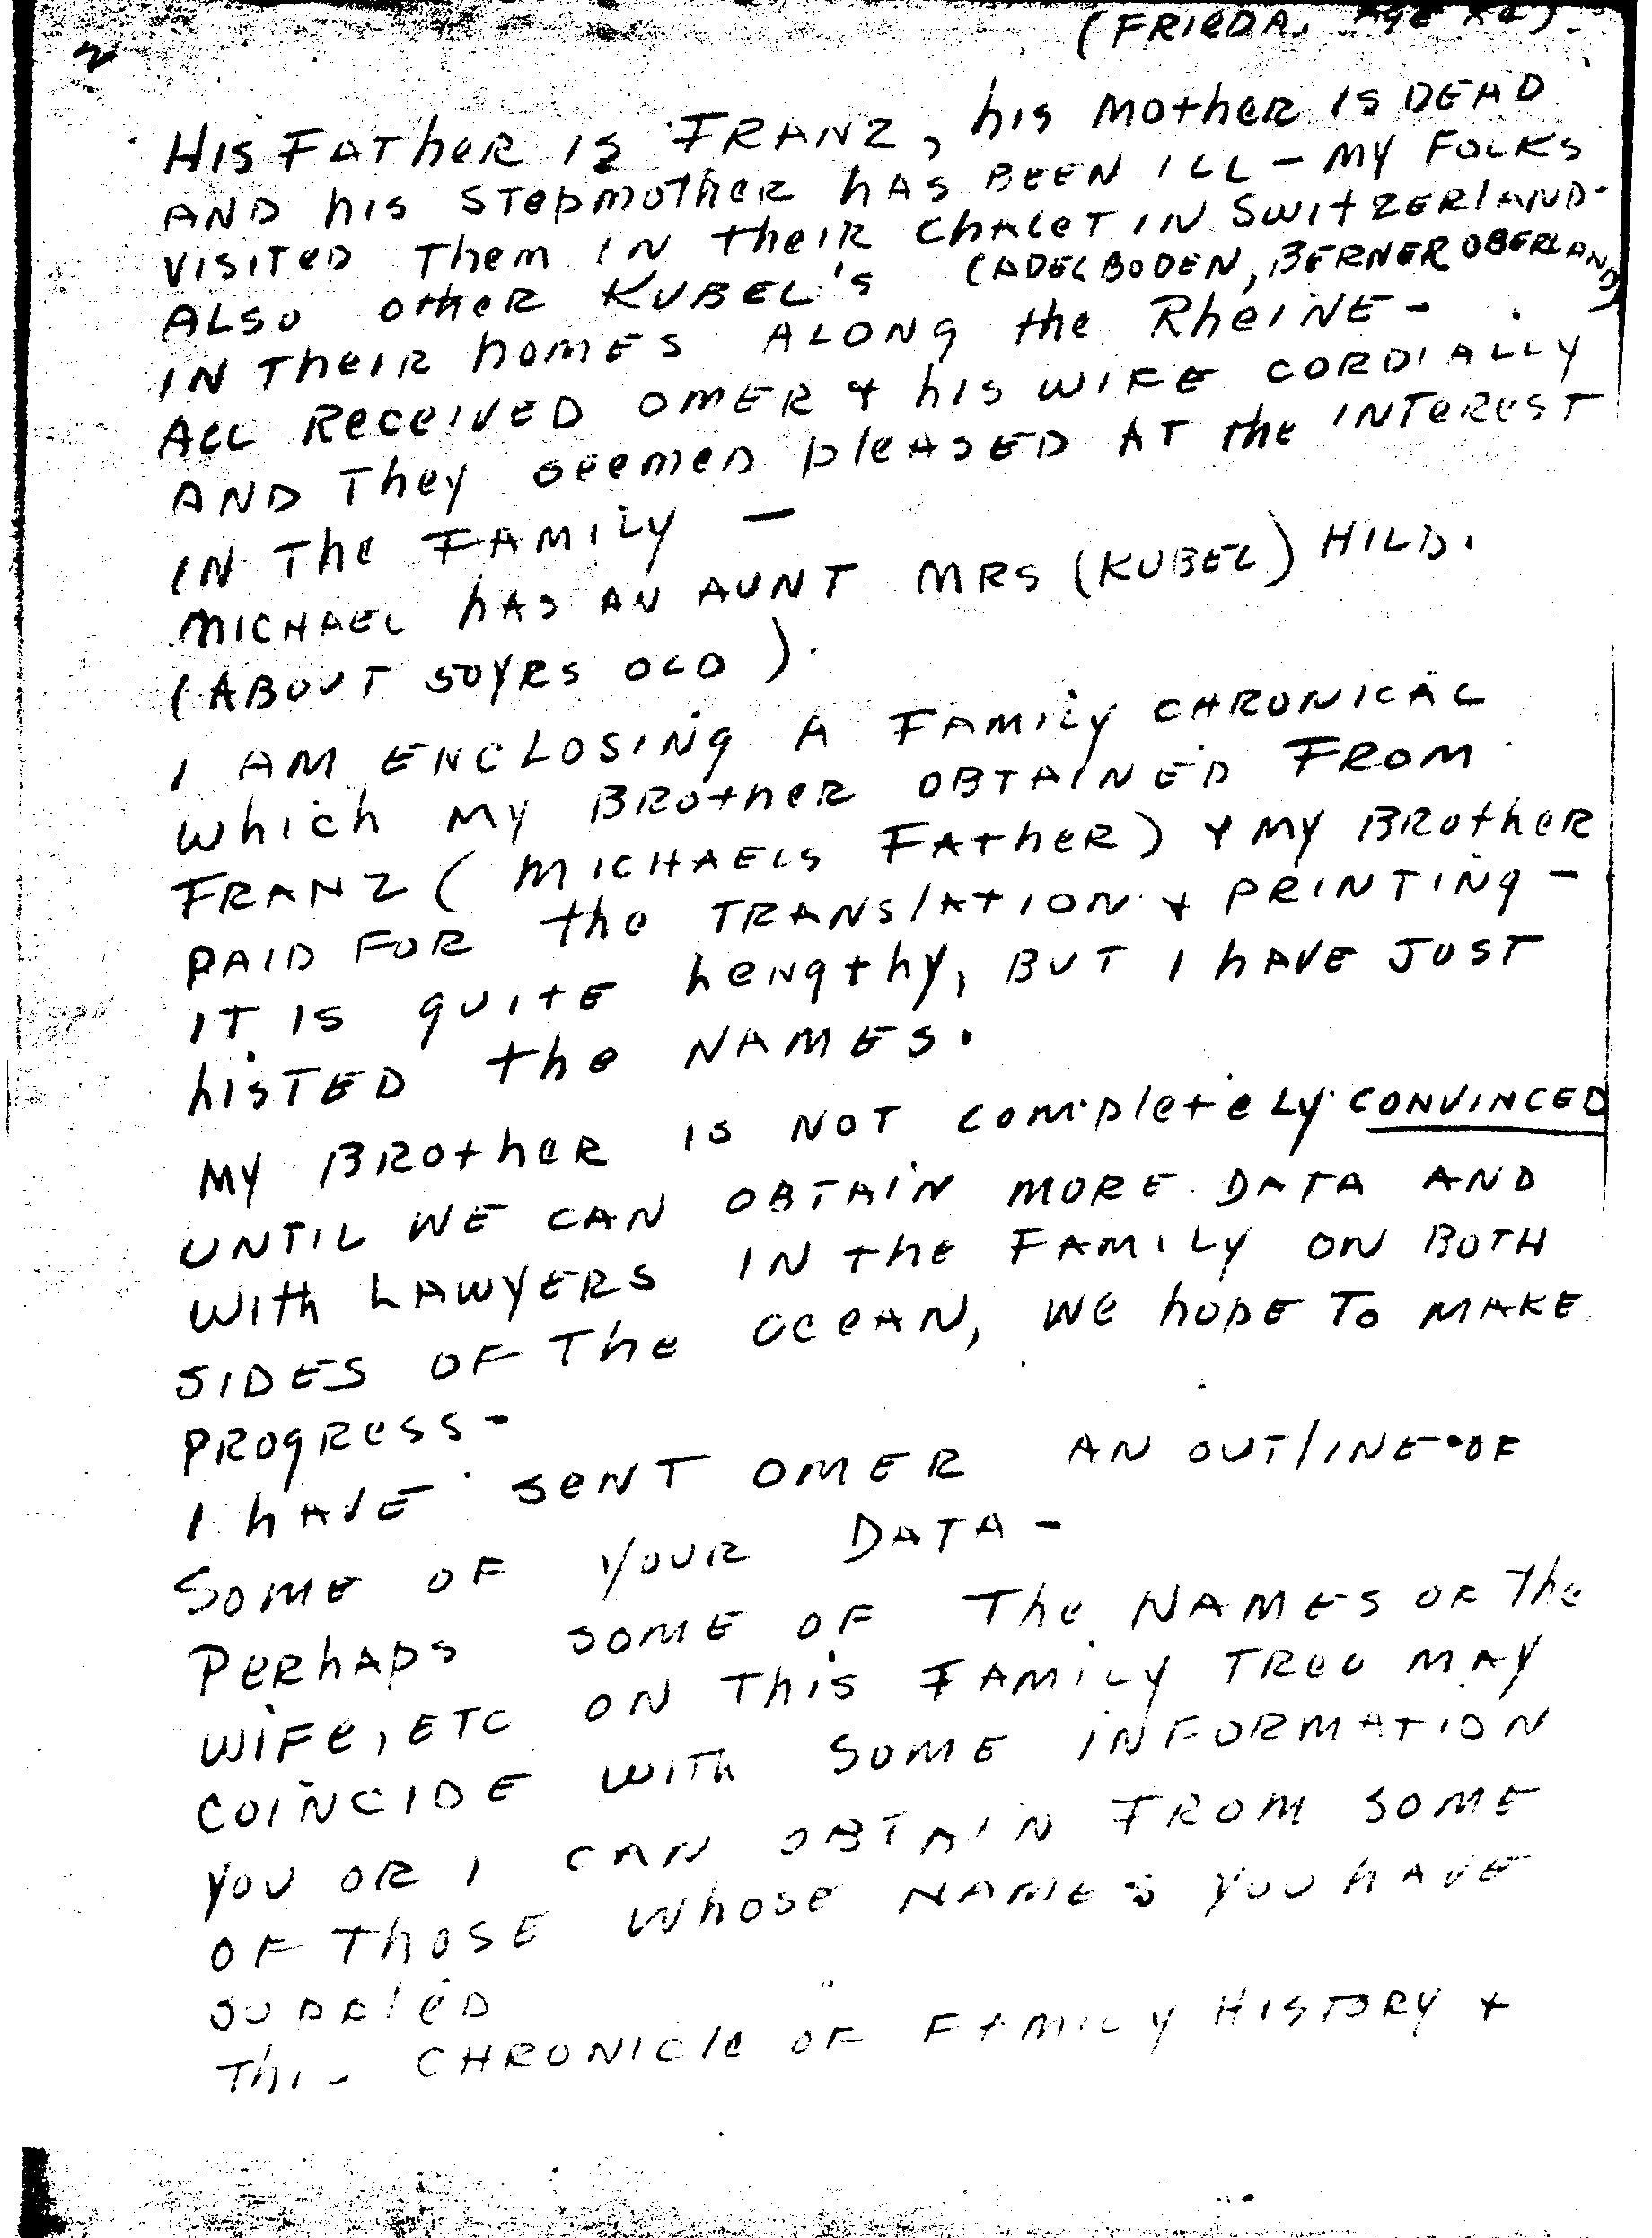 2
(FRIEDA, Age
HIS FATHER IS FRANZ, his MOTHER IS DEAD
AND his STEPMOTHER HAS BEEN ILL - MY FOLKS
VISITED Them IN their CHALET IN SWITZERLAND-
(ADELBODEN, BERNER OBERLAND)
ALSO other KUBEL'S
IN THEIR homes ALONG the RheINE -
ALL RECEIVED OMER + his WIFE CORDIALLY
AND They seemed pleASED AT the INTEREST
IN The FAMILY -
MICHAEL hAS AN AUNT MRS (KUBEL) HILD.
(ABOUT 50YRS OLD).
I AM ENCLOSING A FAMILY CHRONICAL
which MY BROTHER OBTAINED FROM
FRANZ (MICHAELS FATHER) + MY BROTHER
PAID FOR the TRANSLATION + PRINTING -
IT IS QUITE LENGTHY, BUT I HAVE JUST
LISTED the NAMES.
MY BROTHER IS NOT COMPLETELY CONVINCED
UNTIL WE CAN OBTAIN MORE DATA AND
WITH LAWYERS IN the FAMILY ON BOTH
SIDES OF The OCEAN, We hope TO MAKE
PROGRESS -
I HAVE SENT OMER AN OUTLINE OF
SOME OF YOUR DATA -
PERHAPS SOME OF The NAMES OF The
WIFE, ETC ON THIS FAMILY TREE MAY
COINCIDE WITH SOME INFORMATION
YOU OR I CAN OBTAIN FROM SOME
OF THOSE WHOSE NAMES YOU HAVE
CHRONICLE OF FAMILY HISTORY +